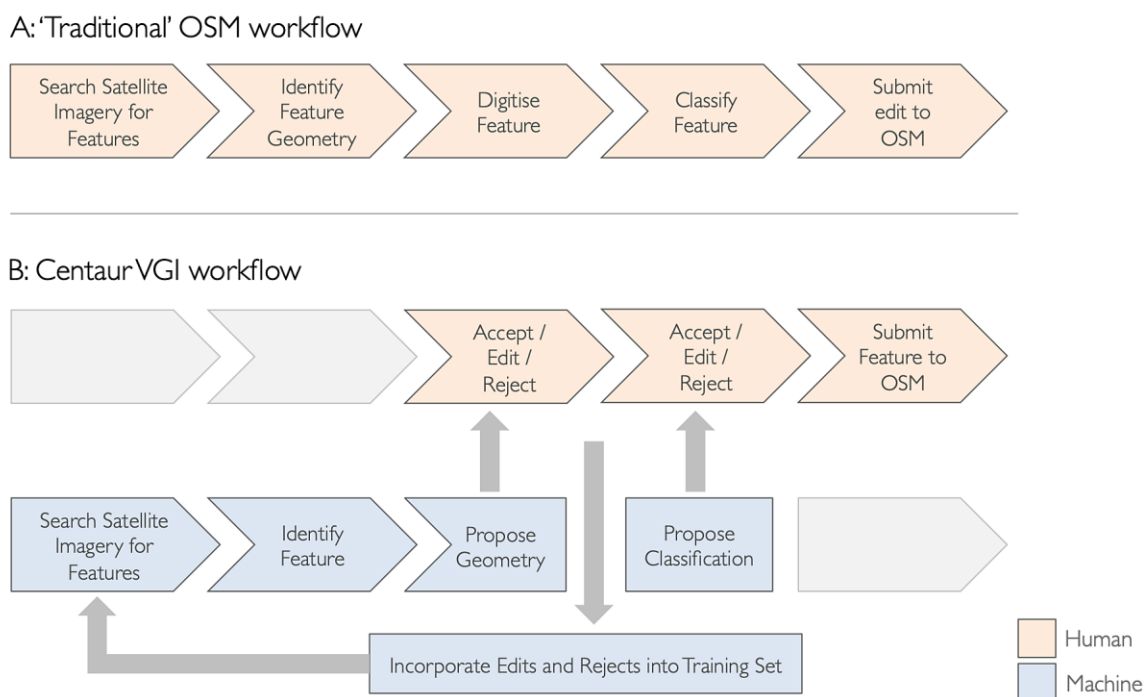 A: 'Traditional' OSM workflow
Search Satellite
Imagery for
Features
Identify
Feature
Geometry
Digitise
Feature
Classify
Feature
Submit
edit to
OSM
B: Centaur VGI workflow
Accept /
Edit /
Reject
Accept /
Edit /
Reject
Submit
Feature to
OSM
Search Satellite
Imagery for
Features
Identify
Feature
Propose
Geometry
Propose
Classification
Incorporate Edits and Rejects into Training Set
Human
Machine